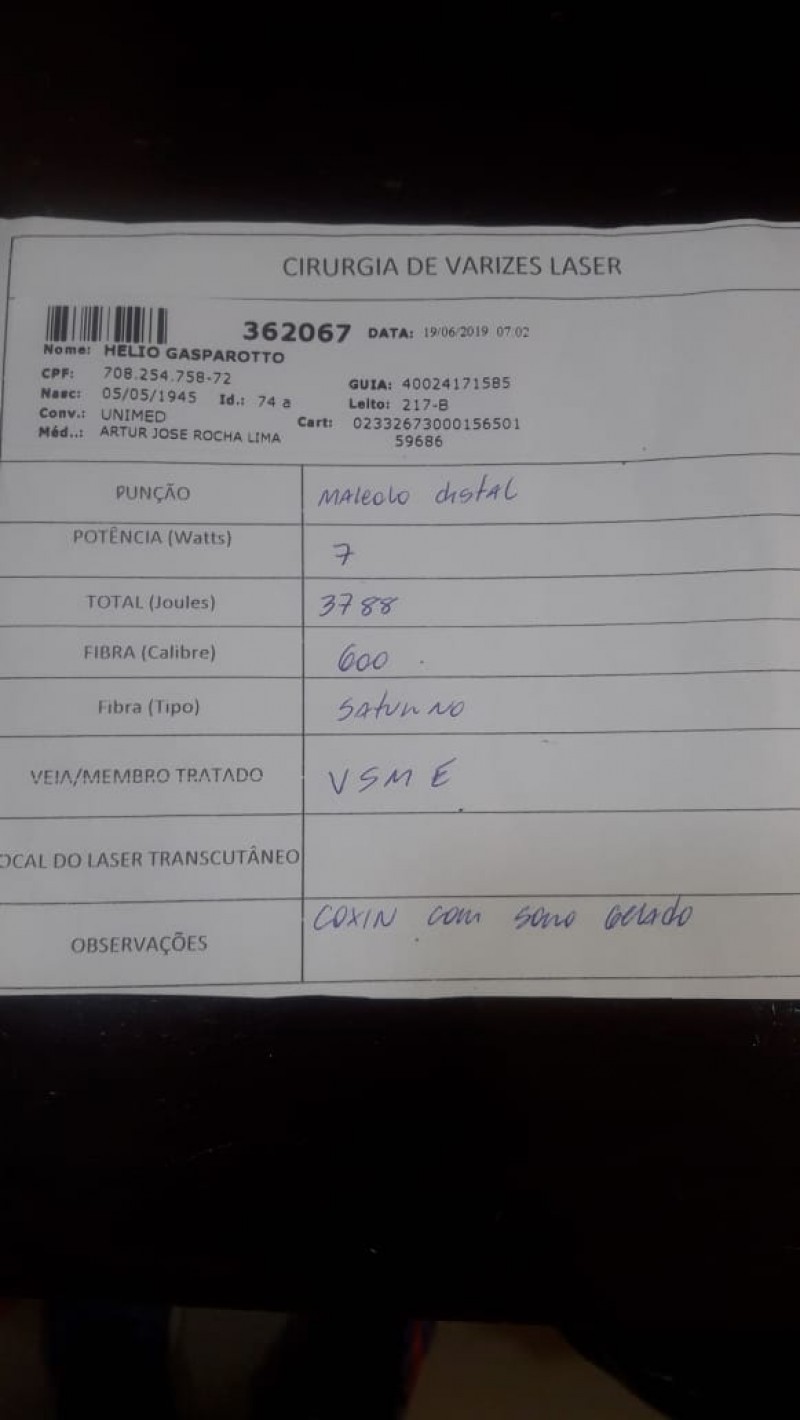 CIRURGIA DE VARIZES LASER
362067 DATA: 19/06/2019 07:02
Nome: HELIO GASPAROTTO
CPF: 708.254.758-72
GUIA: 40024171585
Nasc: 05/05/1945 Id.: 74 a
Leito: 217-B
Conv.: UNIMED
Cart: 02332673000156501
Méd..: ARTUR JOSE ROCHA LIMA
59686
PUNÇÃO MALEOLO distAL
POTÊNCIA (Watts) 7
TOTAL (Joules) 3788
FIBRA (Calibre) 600
Fibra (Tipo) SAtuRNO
VEIA/MEMBRO TRATADO VSM E
OCAL DO LASER TRANSCUTÂNEO
OBSERVAÇÕES COXIN com soro Gelado